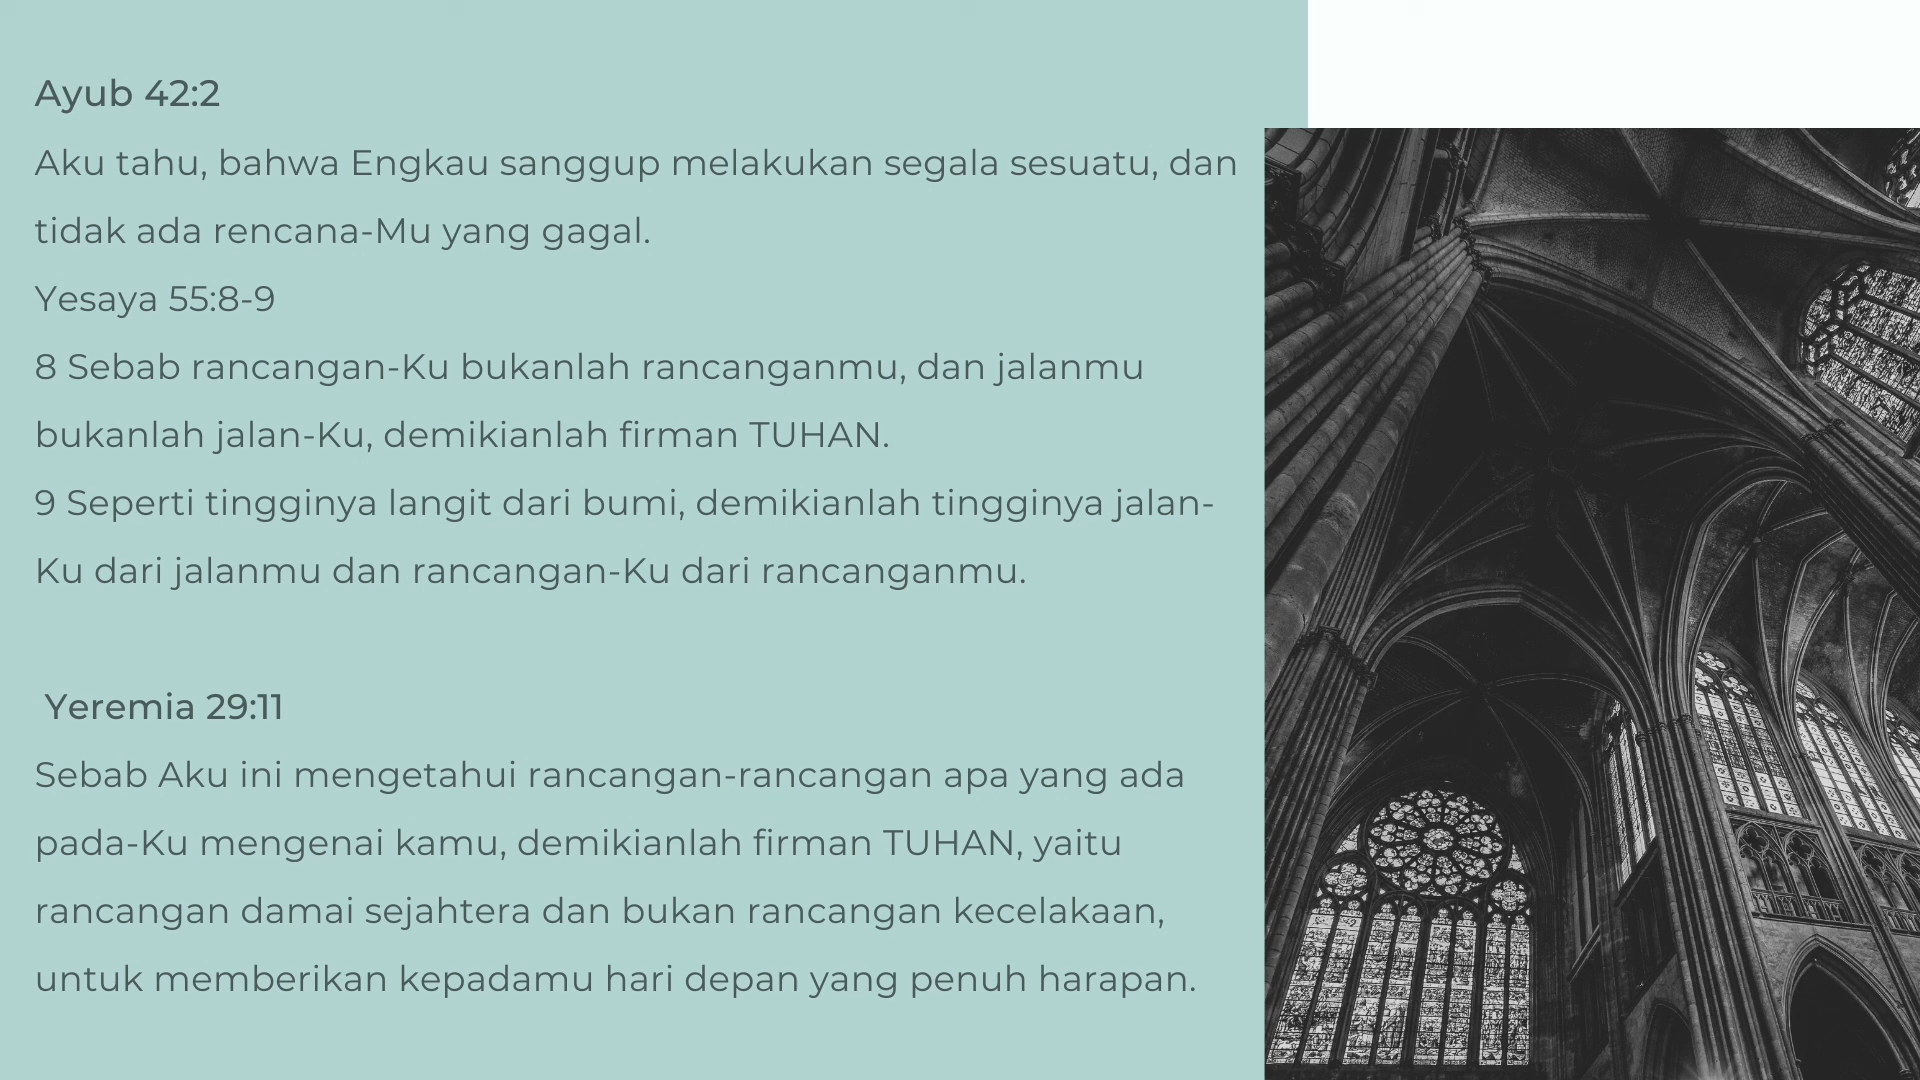 Ayub 42:2
Aku tahu, bahwa Engkau sanggup melakukan segala sesuatu, dan
tidak ada rencana-Mu yang gagal.
Yesaya 55:8-9
8 Sebab rancangan-Ku bukanlah rancanganmu, dan jalanmu
bukanlah jalan-Ku, demikianlah firman TUHAN.
9 Seperti tingginya langit dari bumi, demikianlah tingginya jalan-
Ku dari jalanmu dan rancangan-Ku dari rancanganmu.
Yeremia 29:11
Sebab Aku ini mengetahui rancangan-rancangan apa yang ada
pada-Ku mengenai kamu, demikianlah firman TUHAN, yaitu
rancangan damai sejahtera dan bukan rancangan kecelakaan,
untuk memberikan kepadamu hari depan yang penuh harapan.